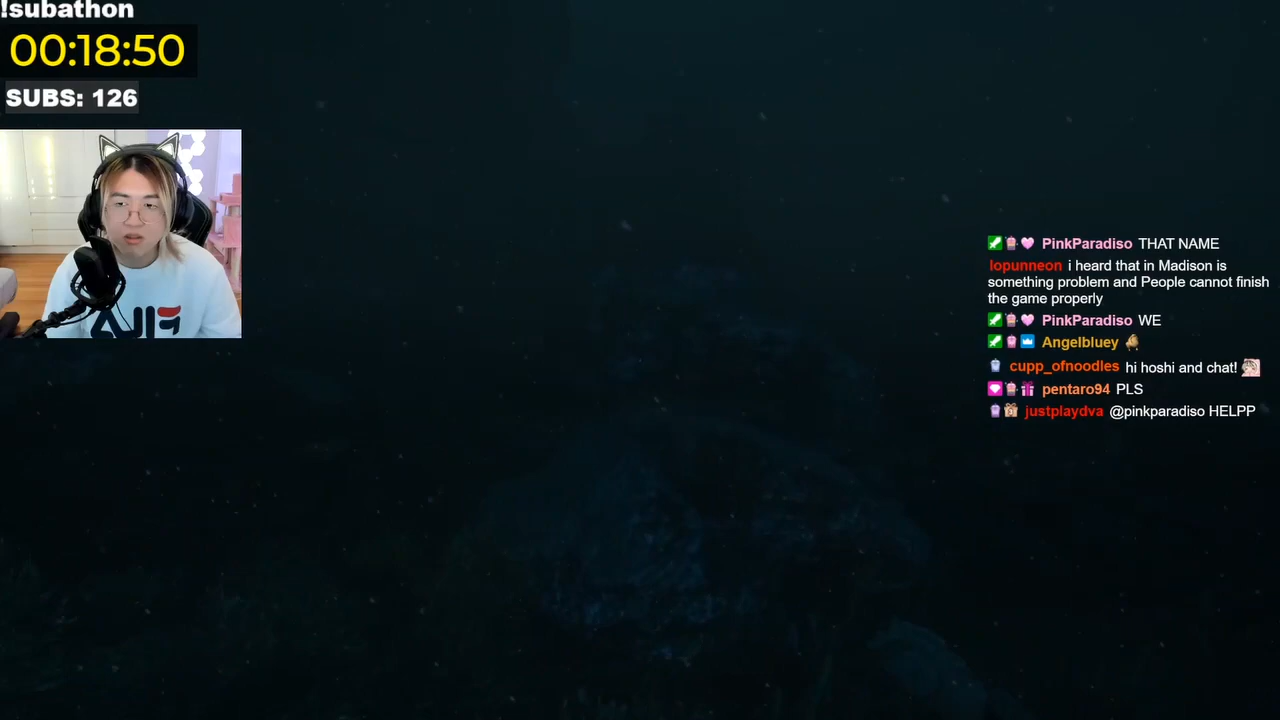 !subathon
00:18:50
SUBS: 126
FILA
PinkParadiso THAT NAME
lopunneon i heard that in Madison is
something problem and People cannot finish
the game properly
PinkParadiso WE
Angelbluey
cupp_ofnoodles hi hoshi and chat!
pentaro94 PLS
justplaydva @pinkparadiso HELPP